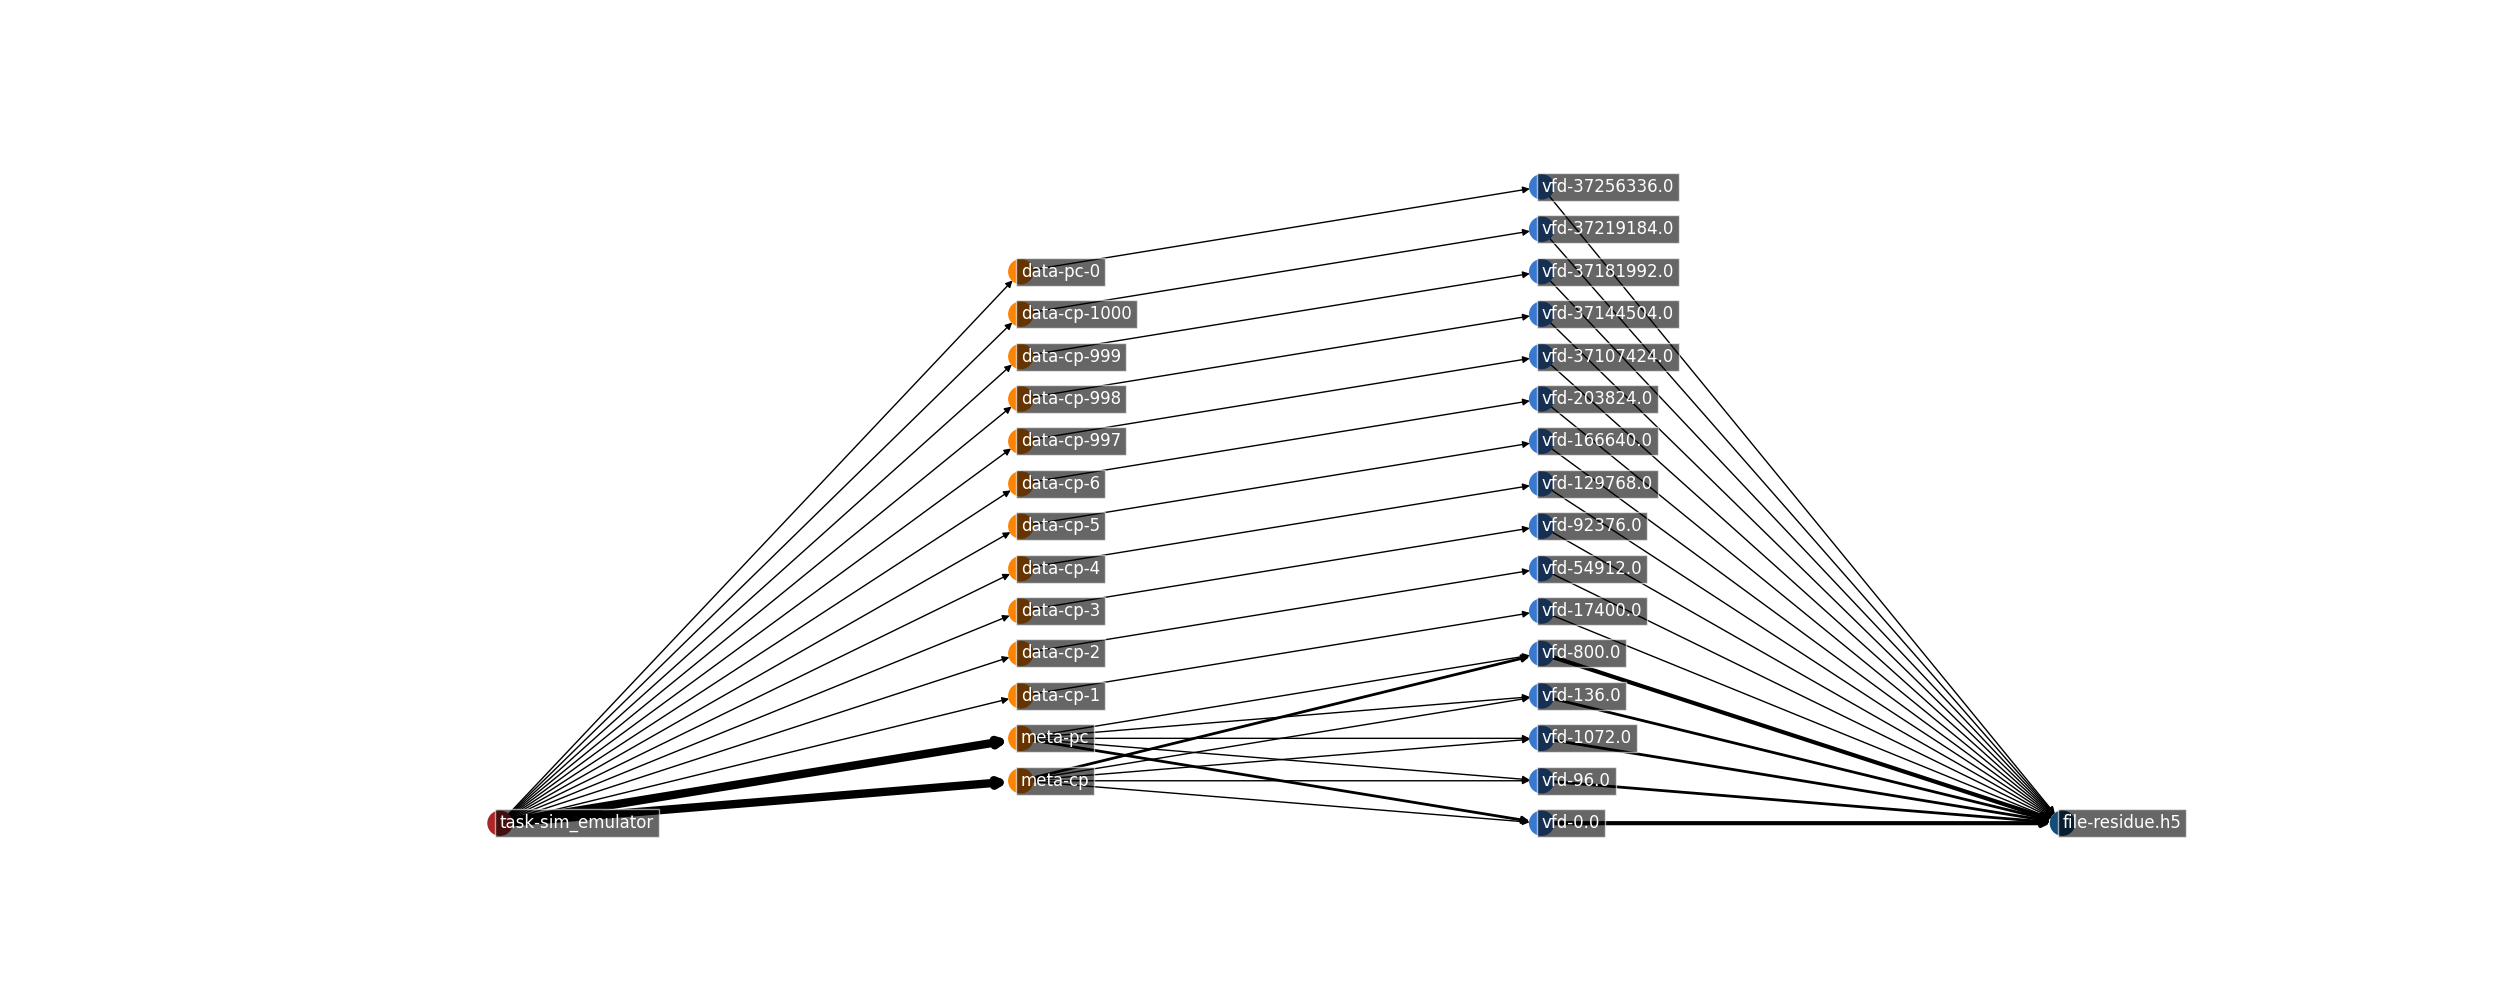 vfd-37256336.0
vfd-37219184.0
data-pc-0
vfd-37181992.0
data-cp-1000
vfd-37144504.0
data-cp-999
vfd-37107424.0
data-cp-998
vfd-203824.0
data-cp-997
vfd-166640.0
data-cp-6
vfd-129768.0
data-cp-5
vfd-92376.0
data-cp-4
vfd-54912.0
data-cp-3
vfd-17400.0
data-cp-2
vfd-800.0
data-cp-1
vfd-136.0
meta-pc
vfd-1072.0
meta-cp
vfd-96.0
task-sim_emulator
vfd-0.0
file-residue.h5